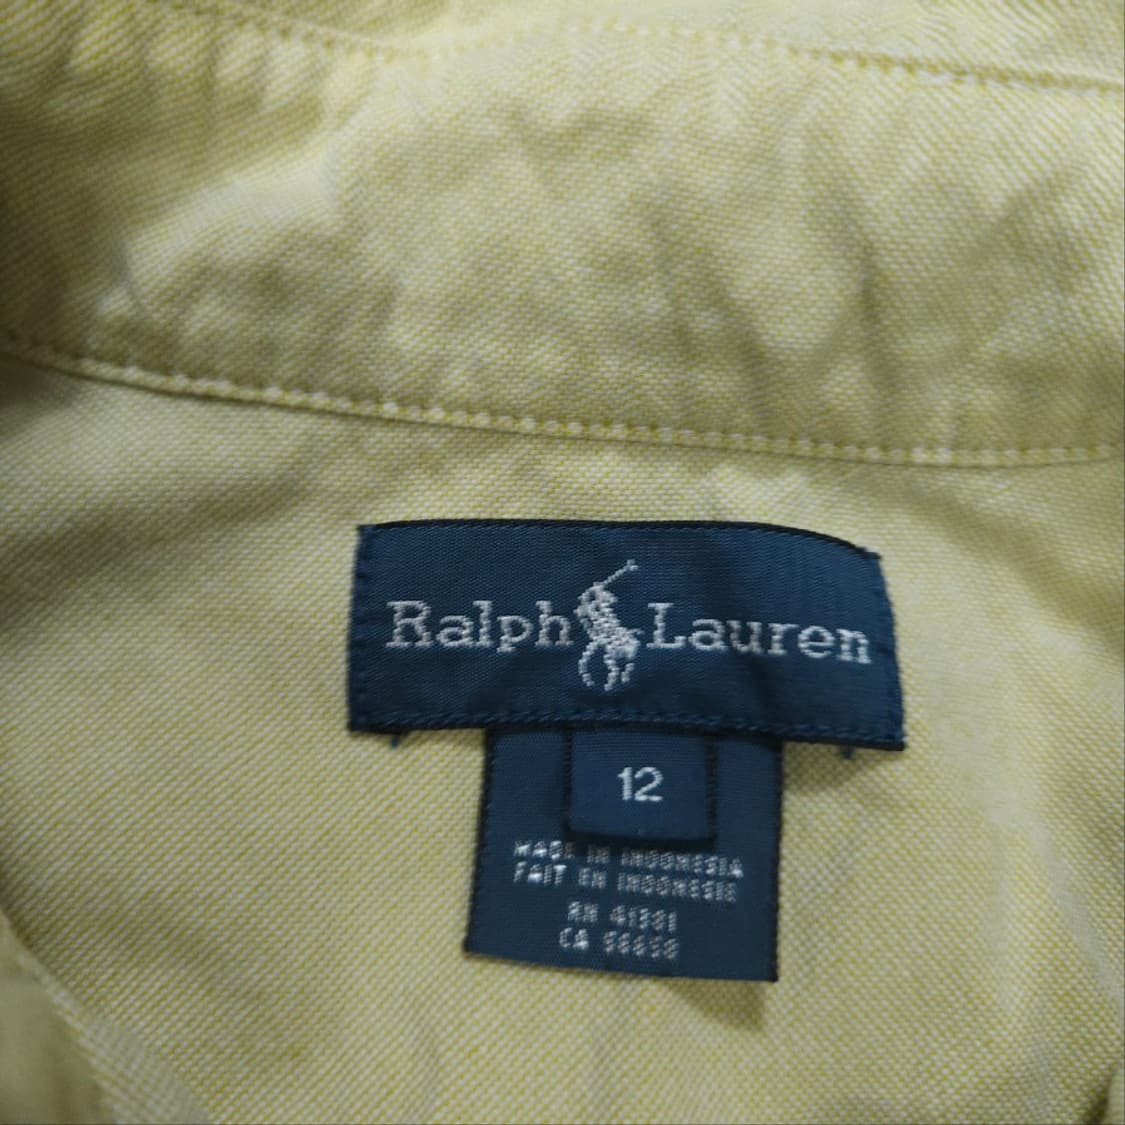 Ralph Lauren
12
MADE IN INDONESIA
FAIT EN INDONESIE
RN 41381
CA 56658